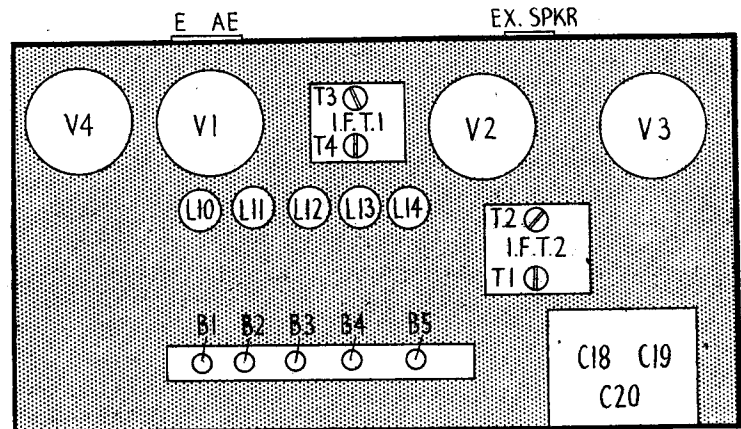 E AE EX. SPKR
V4 V1 T3 I.F.T.1 T4 V2 V3
L10 L11 L12 L13 L14
T2 I.F.T.2 T1
B1 B2 B3 B4 B5
C18 C19
C20